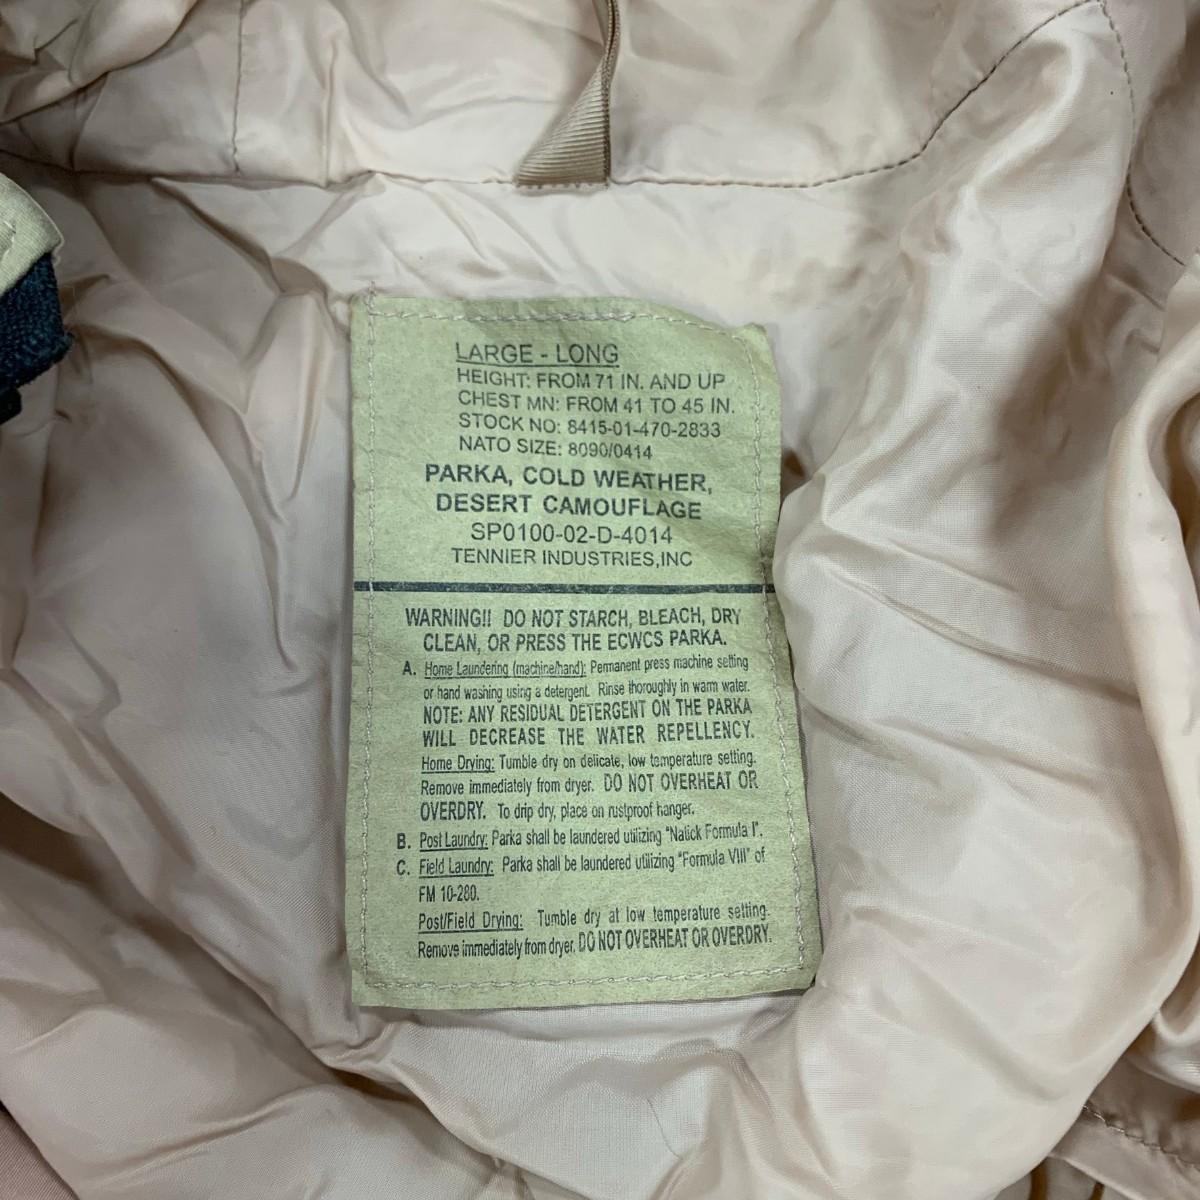 LARGE - LONG
HEIGHT: FROM 71 IN. AND UP
CHEST MN: FROM 41 TO 45 IN.
STOCK NO: 8415-01-470-2833
NATO SIZE: 8090/0414
PARKA, COLD WEATHER,
DESERT CAMOUFLAGE
SP0100-02-D-4014
TENNIER INDUSTRIES,INC
WARNING!! DO NOT STARCH, BLEACH, DRY
CLEAN, OR PRESS THE ECWCS PARKA.
A. Home Laundering (machine/hand): Permanent press machine setting
or hand washing using a detergent. Rinse thoroughly in warm water.
NOTE: ANY RESIDUAL DETERGENT ON THE PARKA
WILL DECREASE THE WATER REPELLENCY.
Home Drying: Tumble dry on delicate, low temperature setting.
Remove immediately from dryer. DO NOT OVERHEAT OR
OVERDRY. To drip dry, place on rustproof hanger.
B. Post Laundry: Parka shall be laundered utilizing "Natick Formula I".
C. Field Laundry: Parka shall be laundered utilizing "Formula VIII" of
FM 10-280.
Post/Field Drying: Tumble dry at low temperature setting.
Remove immediately from dryer. DO NOT OVERHEAT OR OVERDRY.